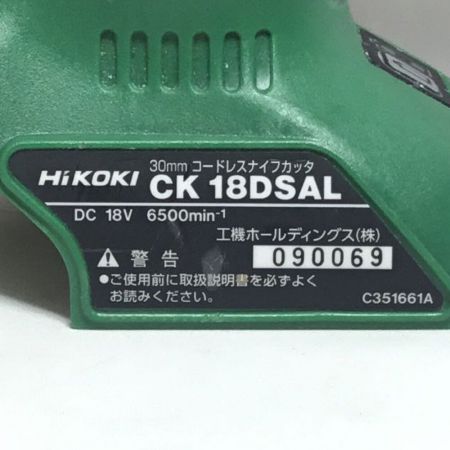 30mm コードレスナイフカッタ
HiKOKI CK 18DSAL
DC 18V 6500min⁻¹
工機ホールディングス(株)
⚠ 警告 090069
●ご使用前に取扱説明書を必ずよく
お読みください。
C351661A